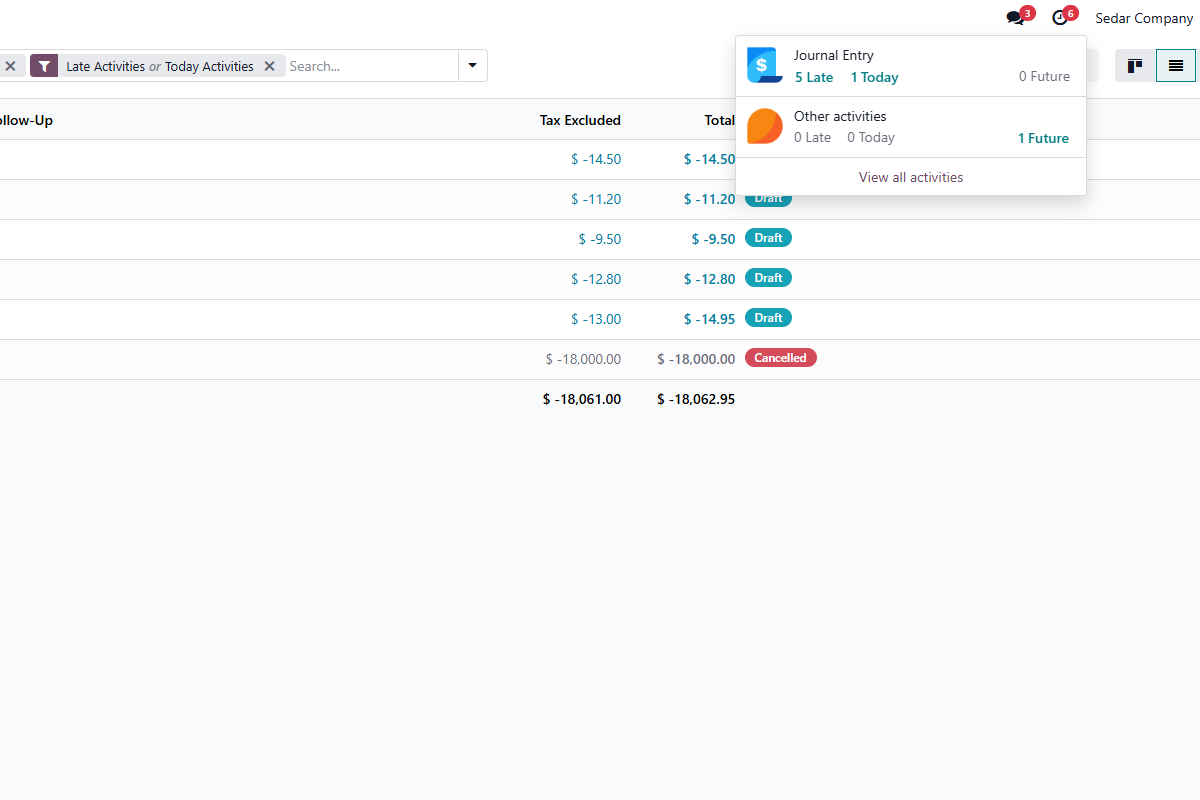 3 6 Sedar Company
Late Activities or Today Activities Search...
Journal Entry
5 Late 1 Today 0 Future
Other activities
0 Late 0 Today 1 Future
View all activities
ollow-Up Tax Excluded Total
$ -14.50 $ -14.50
$ -11.20 $ -11.20 Draft
$ -9.50 $ -9.50 Draft
$ -12.80 $ -12.80 Draft
$ -13.00 $ -14.95 Draft
$ -18,000.00 $ -18,000.00 Cancelled
$ -18,061.00 $ -18,062.95